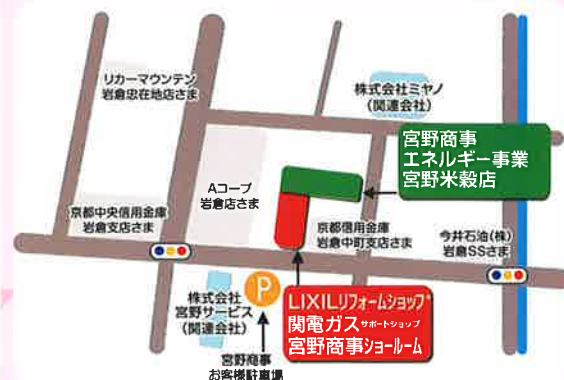 リカーマウンテン
岩倉忠在地店さま
株式会社ミヤノ
（関連会社）
宮野商事
エネルギー事業
宮野米穀店
Aコープ
岩倉店さま
京都中央信用金庫
岩倉支店さま
京都信用金庫
岩倉中町支店さま
今井石油(株)
岩倉SSさま
株式会社
宮野サービス
（関連会社）
P
LIXILリフォームショップ
関電ガスサポートショップ
宮野商事ショールーム
宮野商事
お客様駐車場